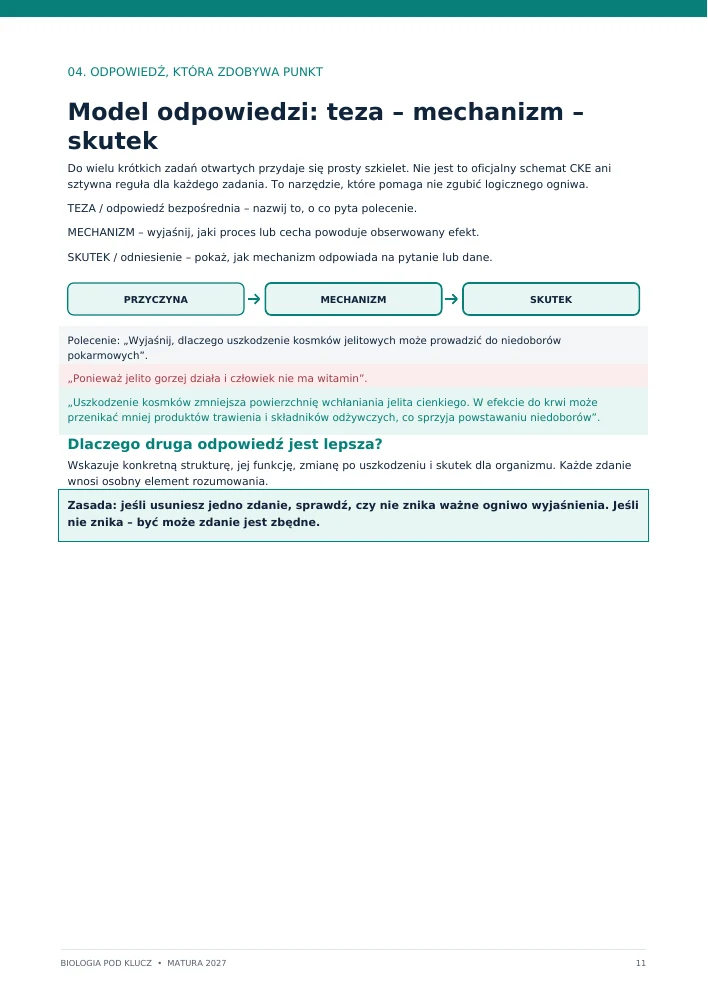 04. ODPOWIEDŹ, KTÓRA ZDOBYWA PUNKT
Model odpowiedzi: teza – mechanizm –
skutek
Do wielu krótkich zadań otwartych przydaje się prosty szkielet. Nie jest to oficjalny schemat CKE ani
sztywna reguła dla każdego zadania. To narzędzie, które pomaga nie zgubić logicznego ogniwa.
TEZA / odpowiedź bezpośrednia – nazwij to, o co pyta polecenie.
MECHANIZM – wyjaśnij, jaki proces lub cecha powoduje obserwowany efekt.
SKUTEK / odniesienie – pokaż, jak mechanizm odpowiada na pytanie lub dane.
PRZYCZYNA → MECHANIZM → SKUTEK
Polecenie: „Wyjaśnij, dlaczego uszkodzenie kosmków jelitowych może prowadzić do niedoborów
pokarmowych”.
„Ponieważ jelito gorzej działa i człowiek nie ma witamin”.
„Uszkodzenie kosmków zmniejsza powierzchnię wchłaniania jelita cienkiego. W efekcie do krwi może
przenikać mniej produktów trawienia i składników odżywczych, co sprzyja powstawaniu niedoborów”.
Dlaczego druga odpowiedź jest lepsza?
Wskazuje konkretną strukturę, jej funkcję, zmianę po uszkodzeniu i skutek dla organizmu. Każde zdanie
wnosi osobny element rozumowania.
Zasada: jeśli usuniesz jedno zdanie, sprawdź, czy nie znika ważne ogniwo wyjaśnienia. Jeśli
nie znika – być może zdanie jest zbędne.
BIOLOGIA POD KLUCZ • MATURA 2027
11